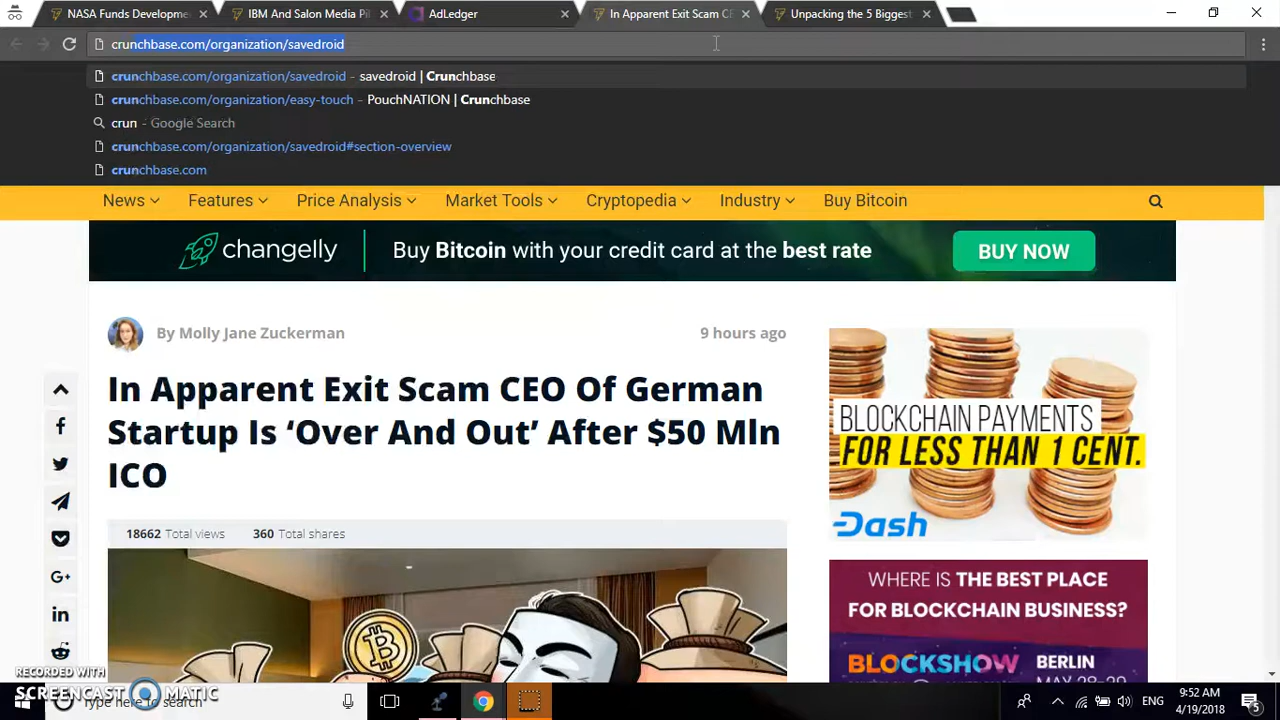 NASA Funds Developme
IBM And Salon Media Pil
AdLedger
In Apparent Exit Scam CE
Unpacking the 5 Biggest
crunchbase.com/organization/savedroid
crunchbase.com/organization/savedroid - savedroid | Crunchbase
crunchbase.com/organization/easy-touch - PouchNATION | Crunchbase
crun - Google Search
crunchbase.com/organization/savedroid#section-overview
crunchbase.com
News Features Price Analysis Market Tools Cryptopedia Industry Buy Bitcoin
changelly Buy Bitcoin with your credit card at the best rate BUY NOW
By Molly Jane Zuckerman 9 hours ago
In Apparent Exit Scam CEO Of German
Startup Is ‘Over And Out’ After $50 Mln
ICO
18662 Total views 360 Total shares
BLOCKCHAIN PAYMENTS
FOR LESS THAN 1 CENT.
Dash
WHERE IS THE BEST PLACE
FOR BLOCKCHAIN BUSINESS?
BLOCKSHOW BERLIN
MAY 28-29
RECORDED WITH
SCREENCAST MATIC
Type here to search
ENG
9:52 AM
4/19/2018
5